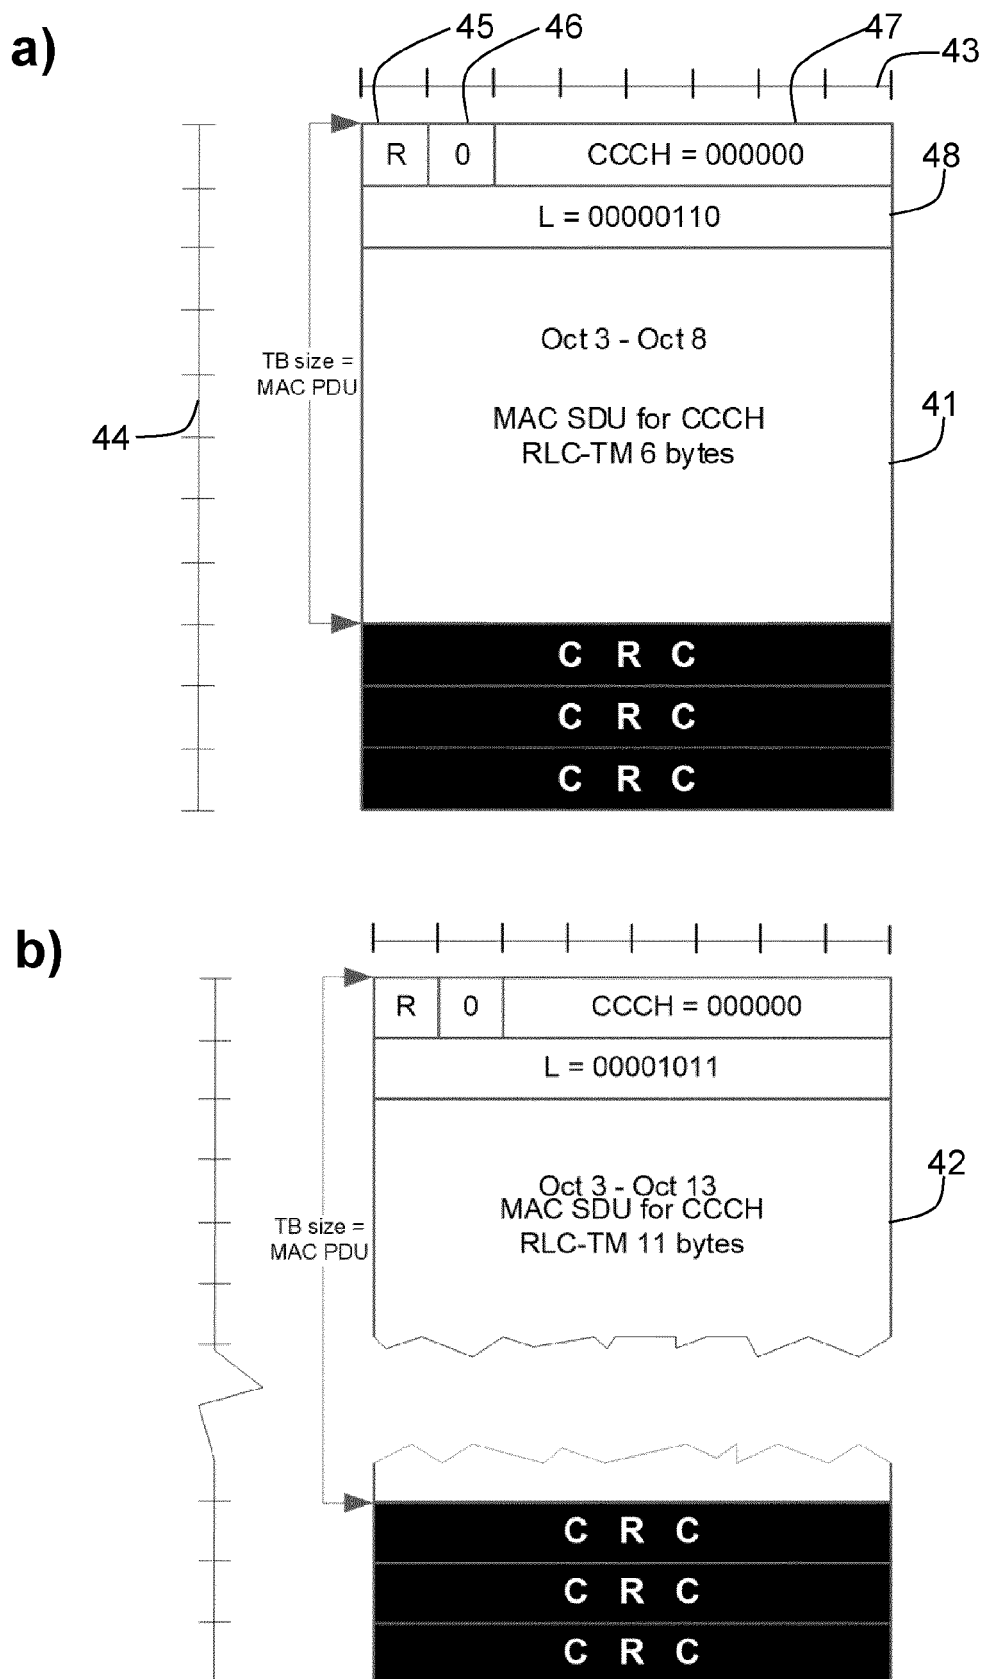 a)
45
46
47
43
R
0
CCCH = 000000
48
L = 00000110
Oct 3 - Oct 8
TB size =
MAC PDU
MAC SDU for CCCH
RLC-TM 6 bytes
41
44
C R C
C R C
C R C
b)
R
0
CCCH = 000000
L = 00001011
42
Oct 3 - Oct 13
MAC SDU for CCCH
RLC-TM 11 bytes
TB size =
MAC PDU
C R C
C R C
C R C